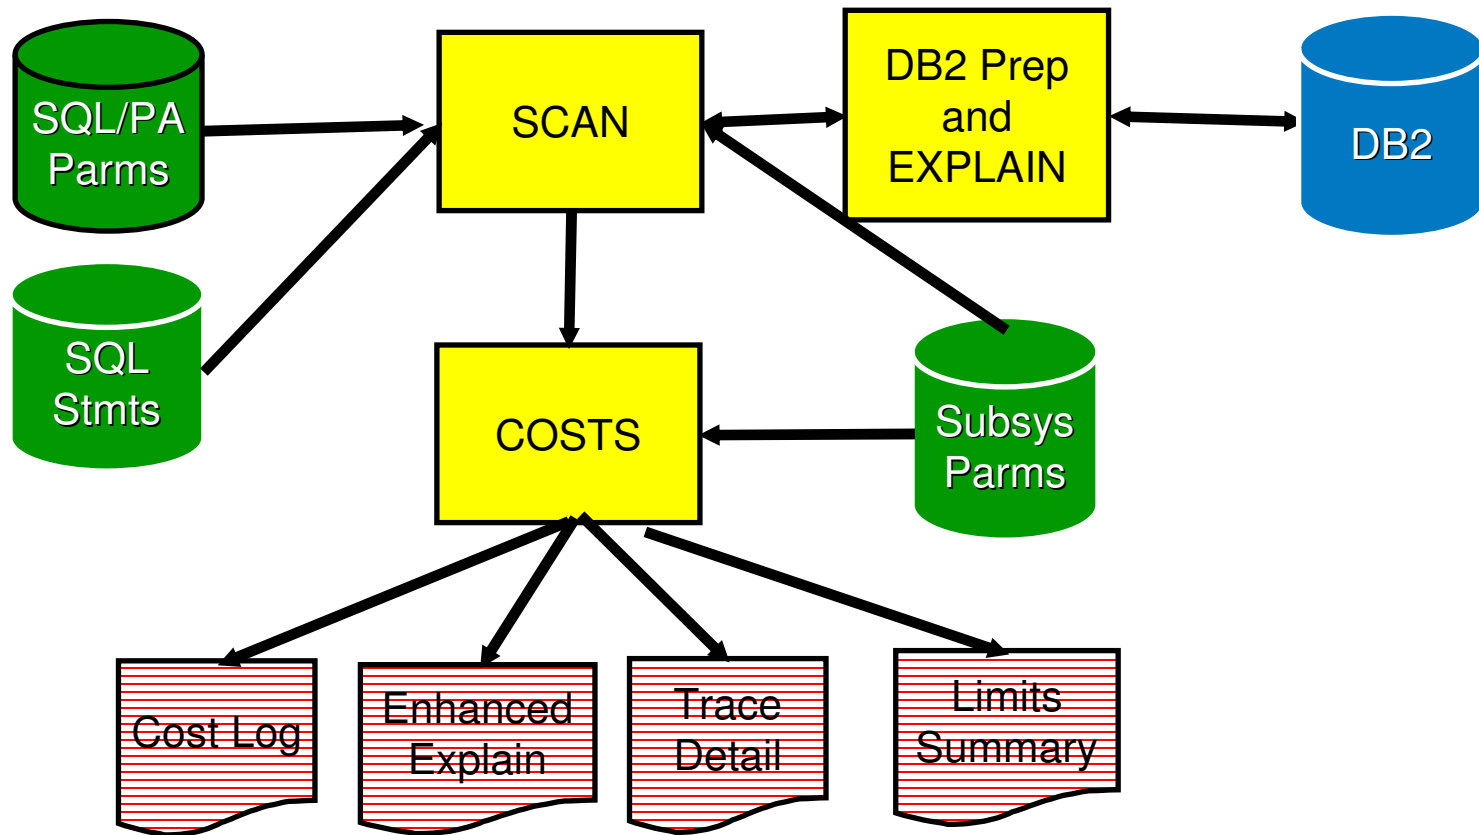 SQL/PA
Parms
SCAN
DB2 Prep
and
EXPLAIN
DB2
SQL
Stmts
COSTS
Subsys
Parms
Cost Log
Enhanced
Explain
Trace
Detail
Limits
Summary